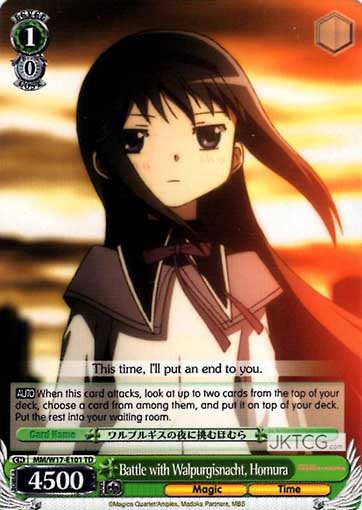 1
0
This time, I'll put an end to you.
AUTO When this card attacks, look at up to two cards from the top of your
deck, choose a card from among them, and put it on top of your deck.
Put the rest into your waiting room.
Card Name ワルプルギスの夜に挑むほむら
JKTCG.com
MM/W17-E101 TD Battle with Walpurgisnacht, Homura
4500 Magic Time
©Magica Quartet/Aniplex, Madoka Partners, MBS